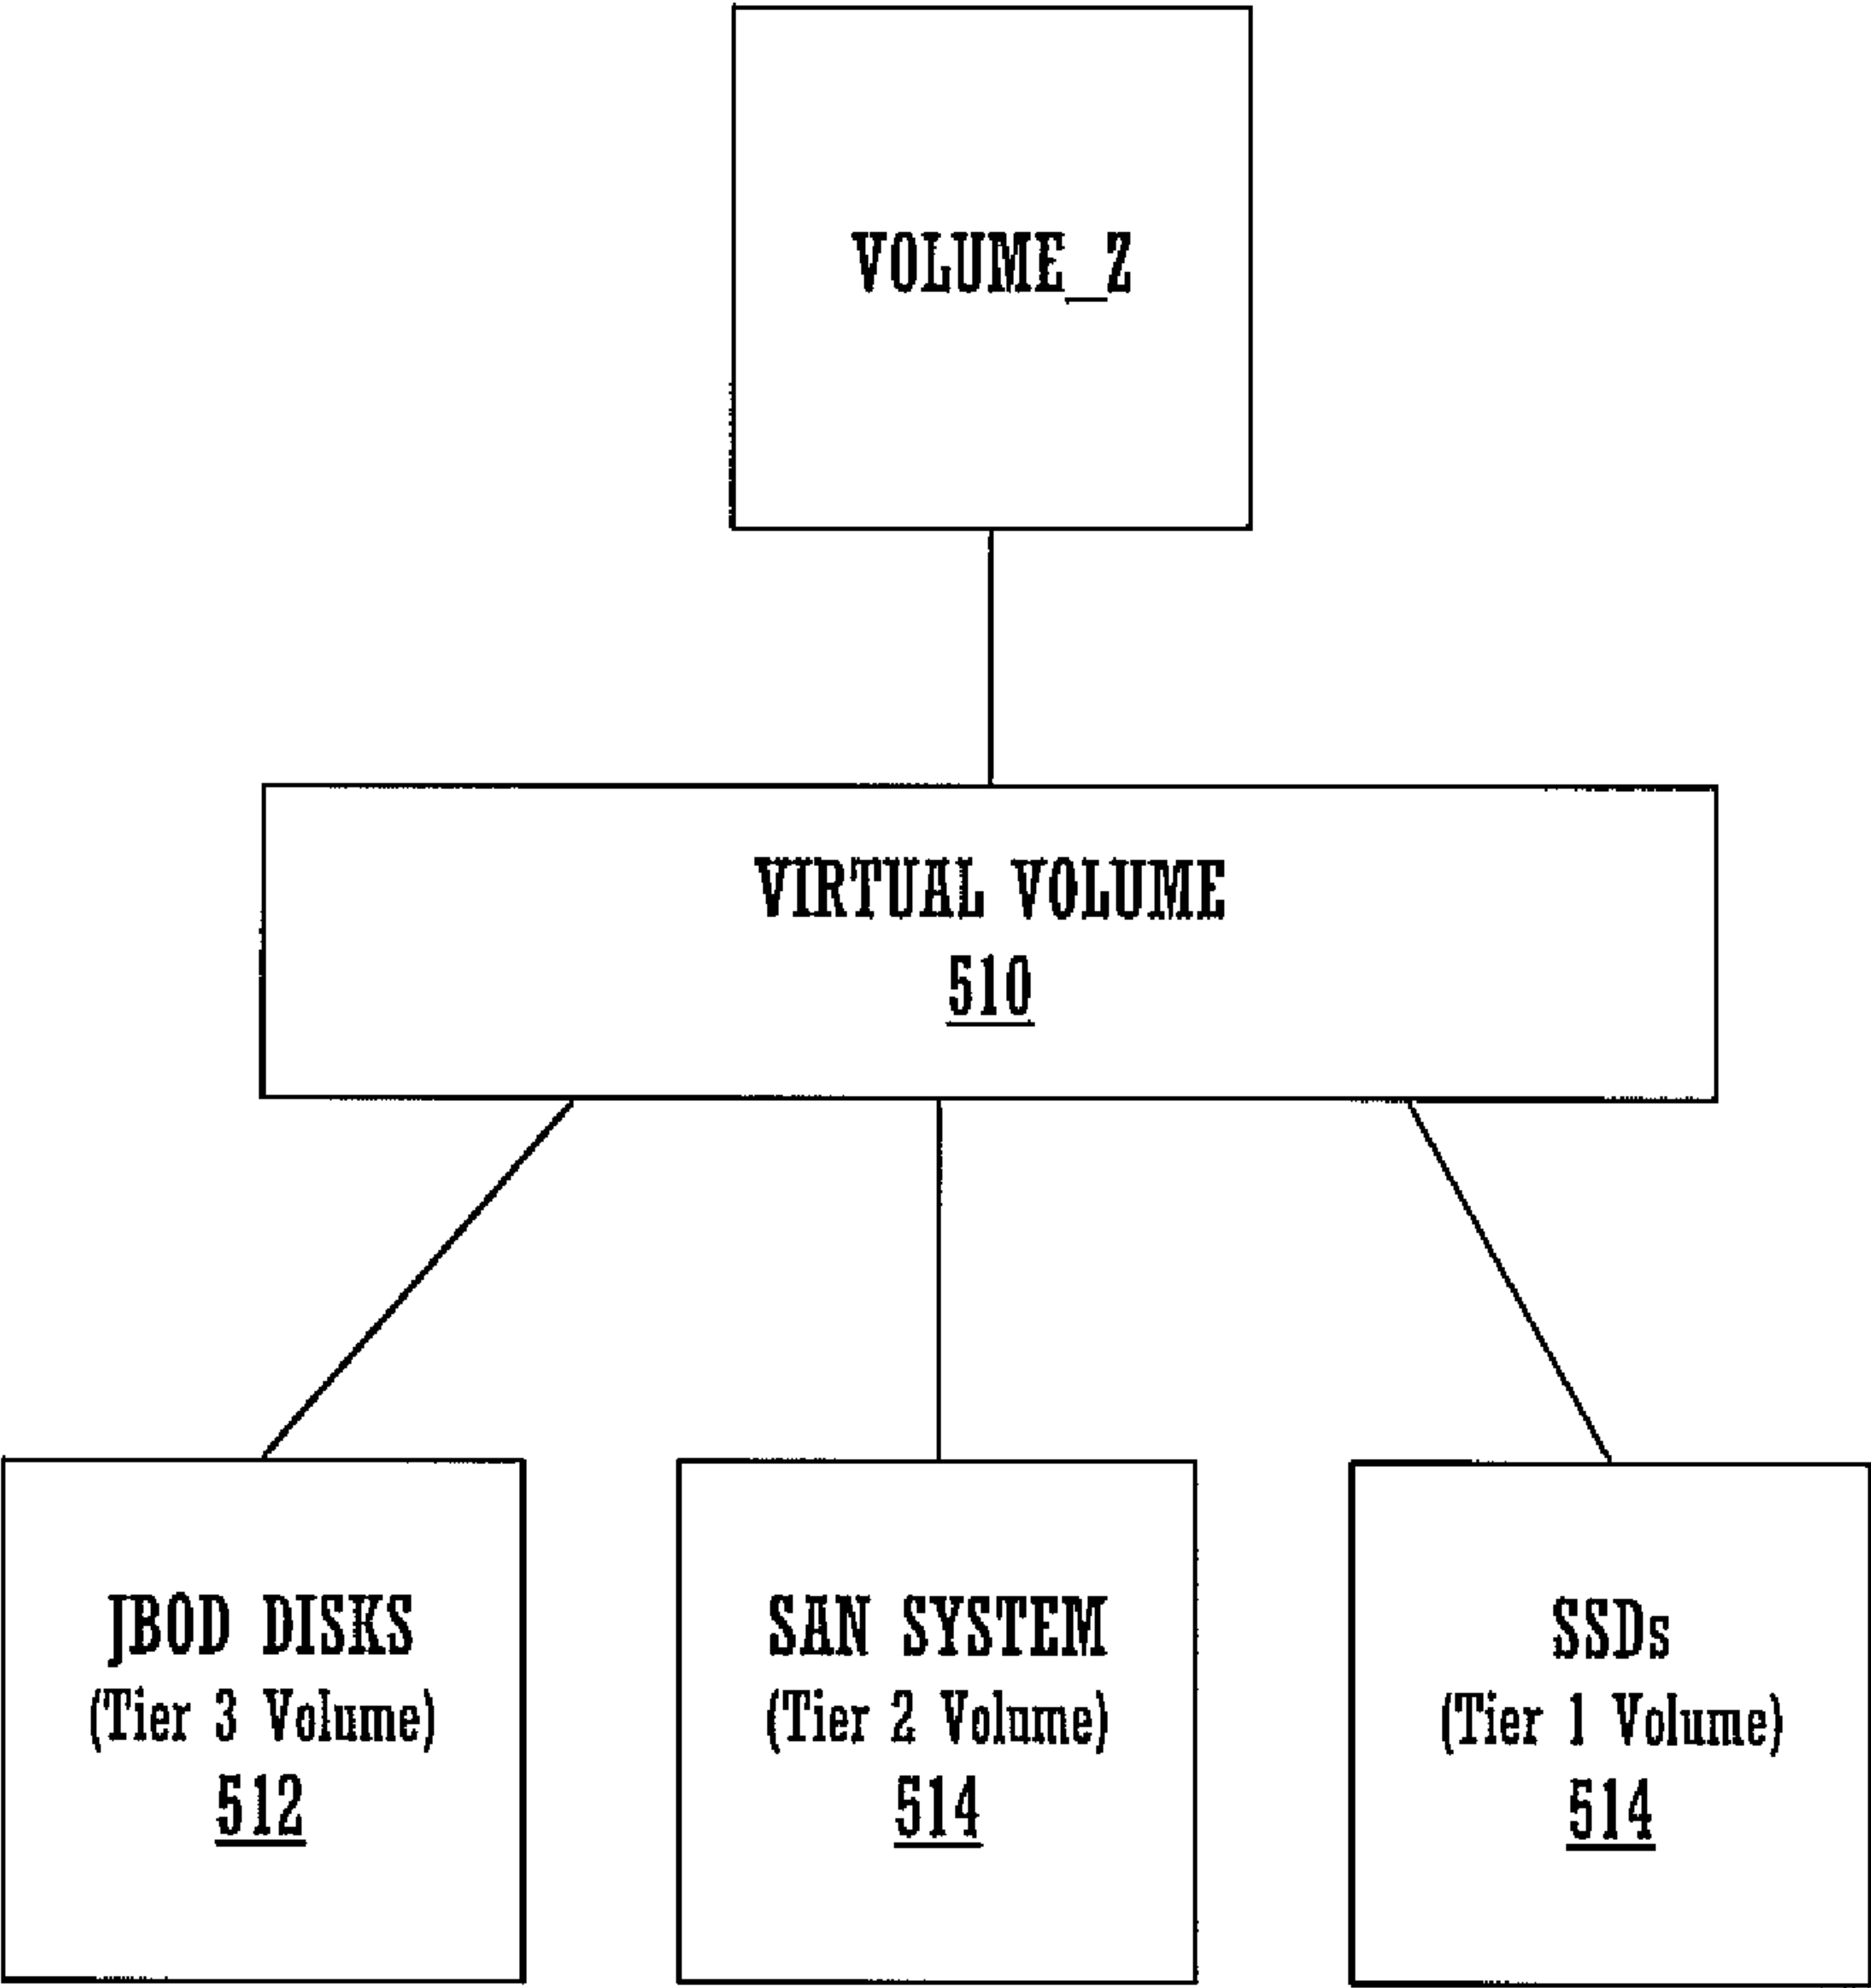 VOLUME_Z
VIRTUAL VOLUME
510
JBOD DISKS
(Tier 3 Volume)
512
SAN SYSTEM
(Tier 2 Volume)
514
SSDs
(Tier 1 Volume)
514